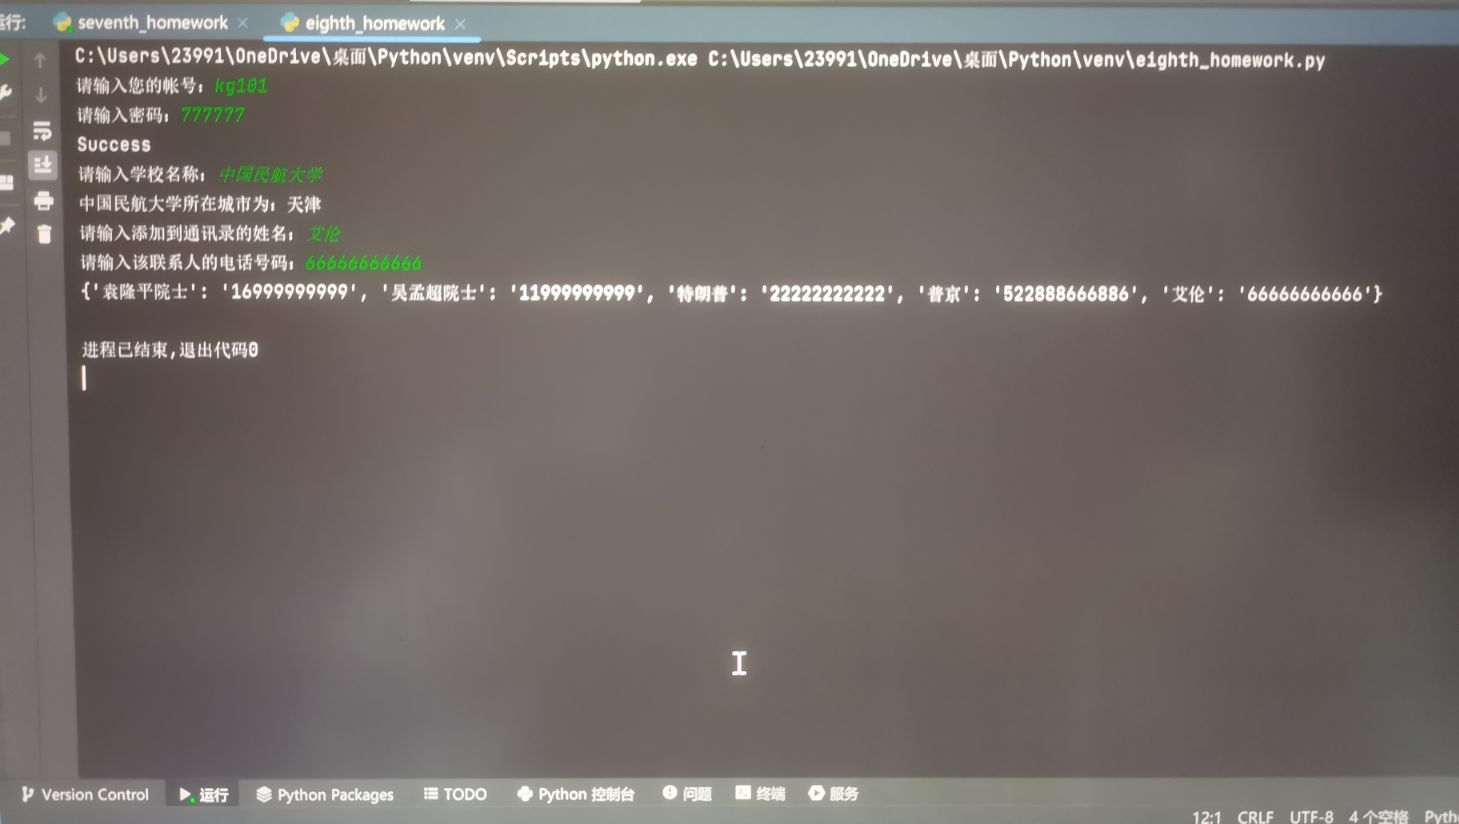 运行:
seventh_homework ×
eighth_homework ×
C:\Users\23991\OneDrive\桌面\Python\venv\Scripts\python.exe C:\Users\23991\OneDrive\桌面\Python\venv\eighth_homework.py
请输入您的帐号：kg101
请输入密码：777777
Success
请输入学校名称：中国民航大学
中国民航大学所在城市为：天津
请输入添加到通讯录的姓名：艾伦
请输入该联系人的电话号码：66666666666
{'袁隆平院士': '16999999999', '吴孟超院士': '11999999999', '特朗普': '22222222222', '普京': '522888666886', '艾伦': '66666666666'}
进程已结束,退出代码0
Version Control 运行 Python Packages TODO Python 控制台 问题 终端 服务
12:1 CRLF UTF-8 4 个空格 Pyth